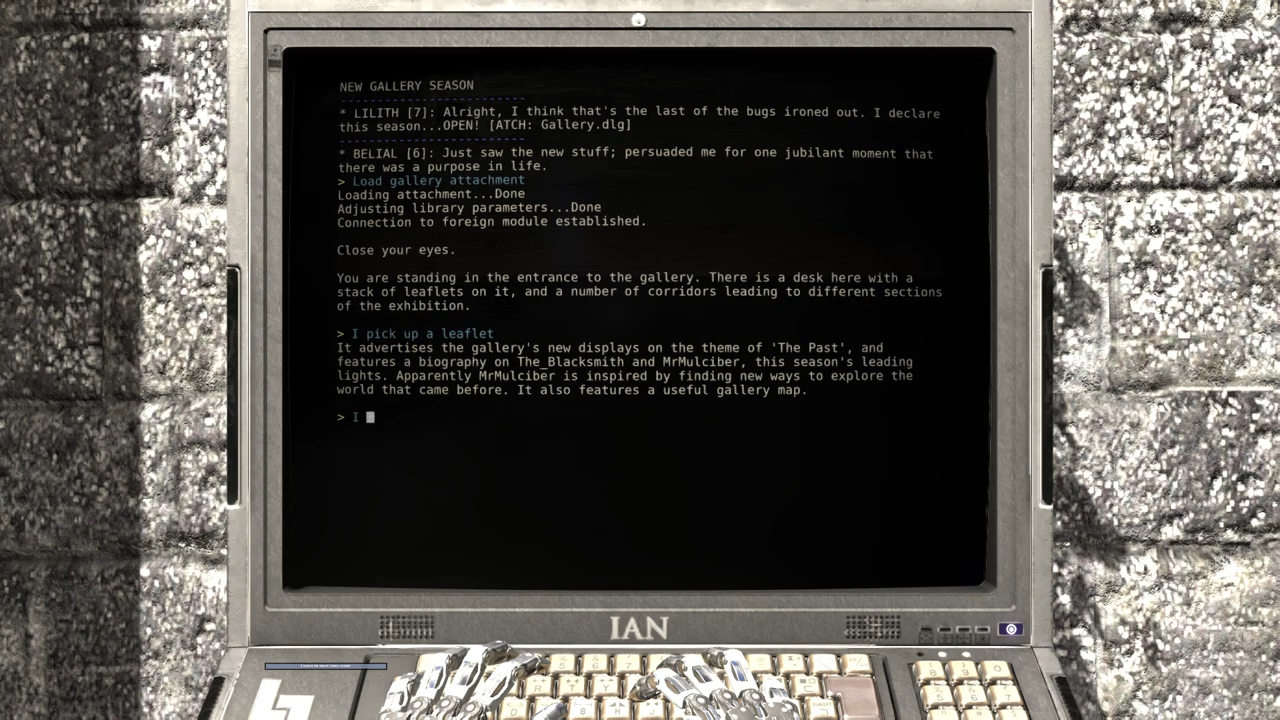 NEW GALLERY SEASON
--------------------------
* LILITH [7]: Alright, I think that's the last of the bugs ironed out. I declare
this season...OPEN! [ATCH: Gallery.dlg]
--------------------------
* BELIAL [6]: Just saw the new stuff; persuaded me for one jubilant moment that
there was a purpose in life.
> Load gallery attachment
Loading attachment...Done
Adjusting library parameters...Done
Connection to foreign module established.
Close your eyes.
You are standing in the entrance to the gallery. There is a desk here with a
stack of leaflets on it, and a number of corridors leading to different sections
of the exhibition.
> I pick up a leaflet
It advertises the gallery's new displays on the theme of 'The Past', and
features a biography on The_Blacksmith and MrMulciber, this season's leading
lights. Apparently MrMulciber is inspired by finding new ways to explore the
world that came before. It also features a useful gallery map.
> I
IAN